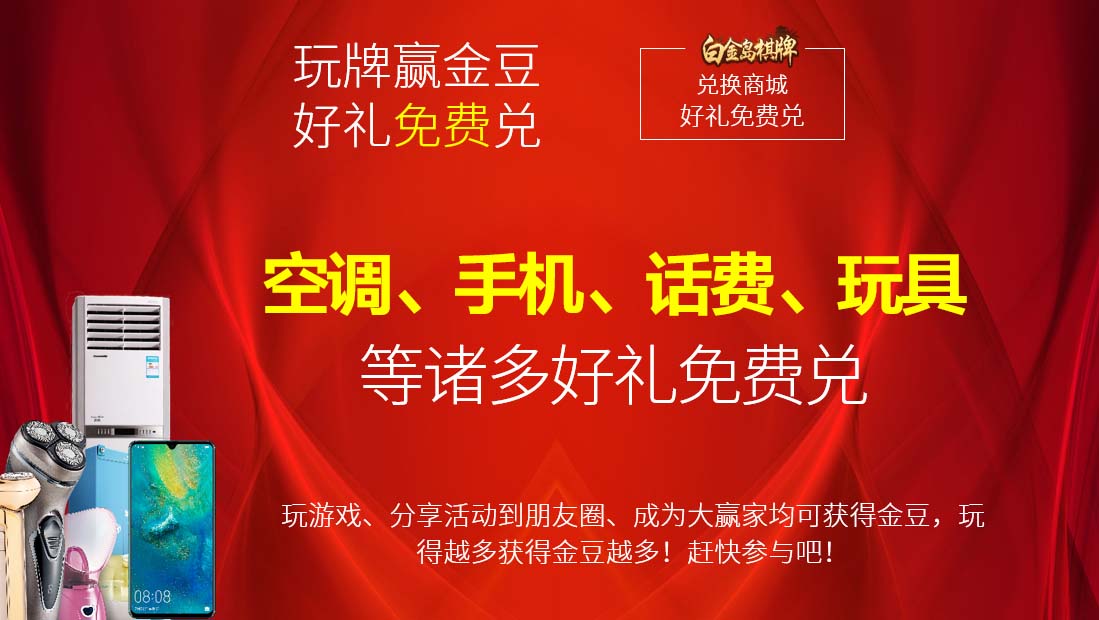 玩牌赢金豆
好礼免费兑
白金岛棋牌
兑换商城
好礼免费兑
空调、手机、话费、玩具
等诸多好礼免费兑
玩游戏、分享活动到朋友圈、成为大赢家均可获得金豆，玩
得越多获得金豆越多！赶快参与吧！
08:08